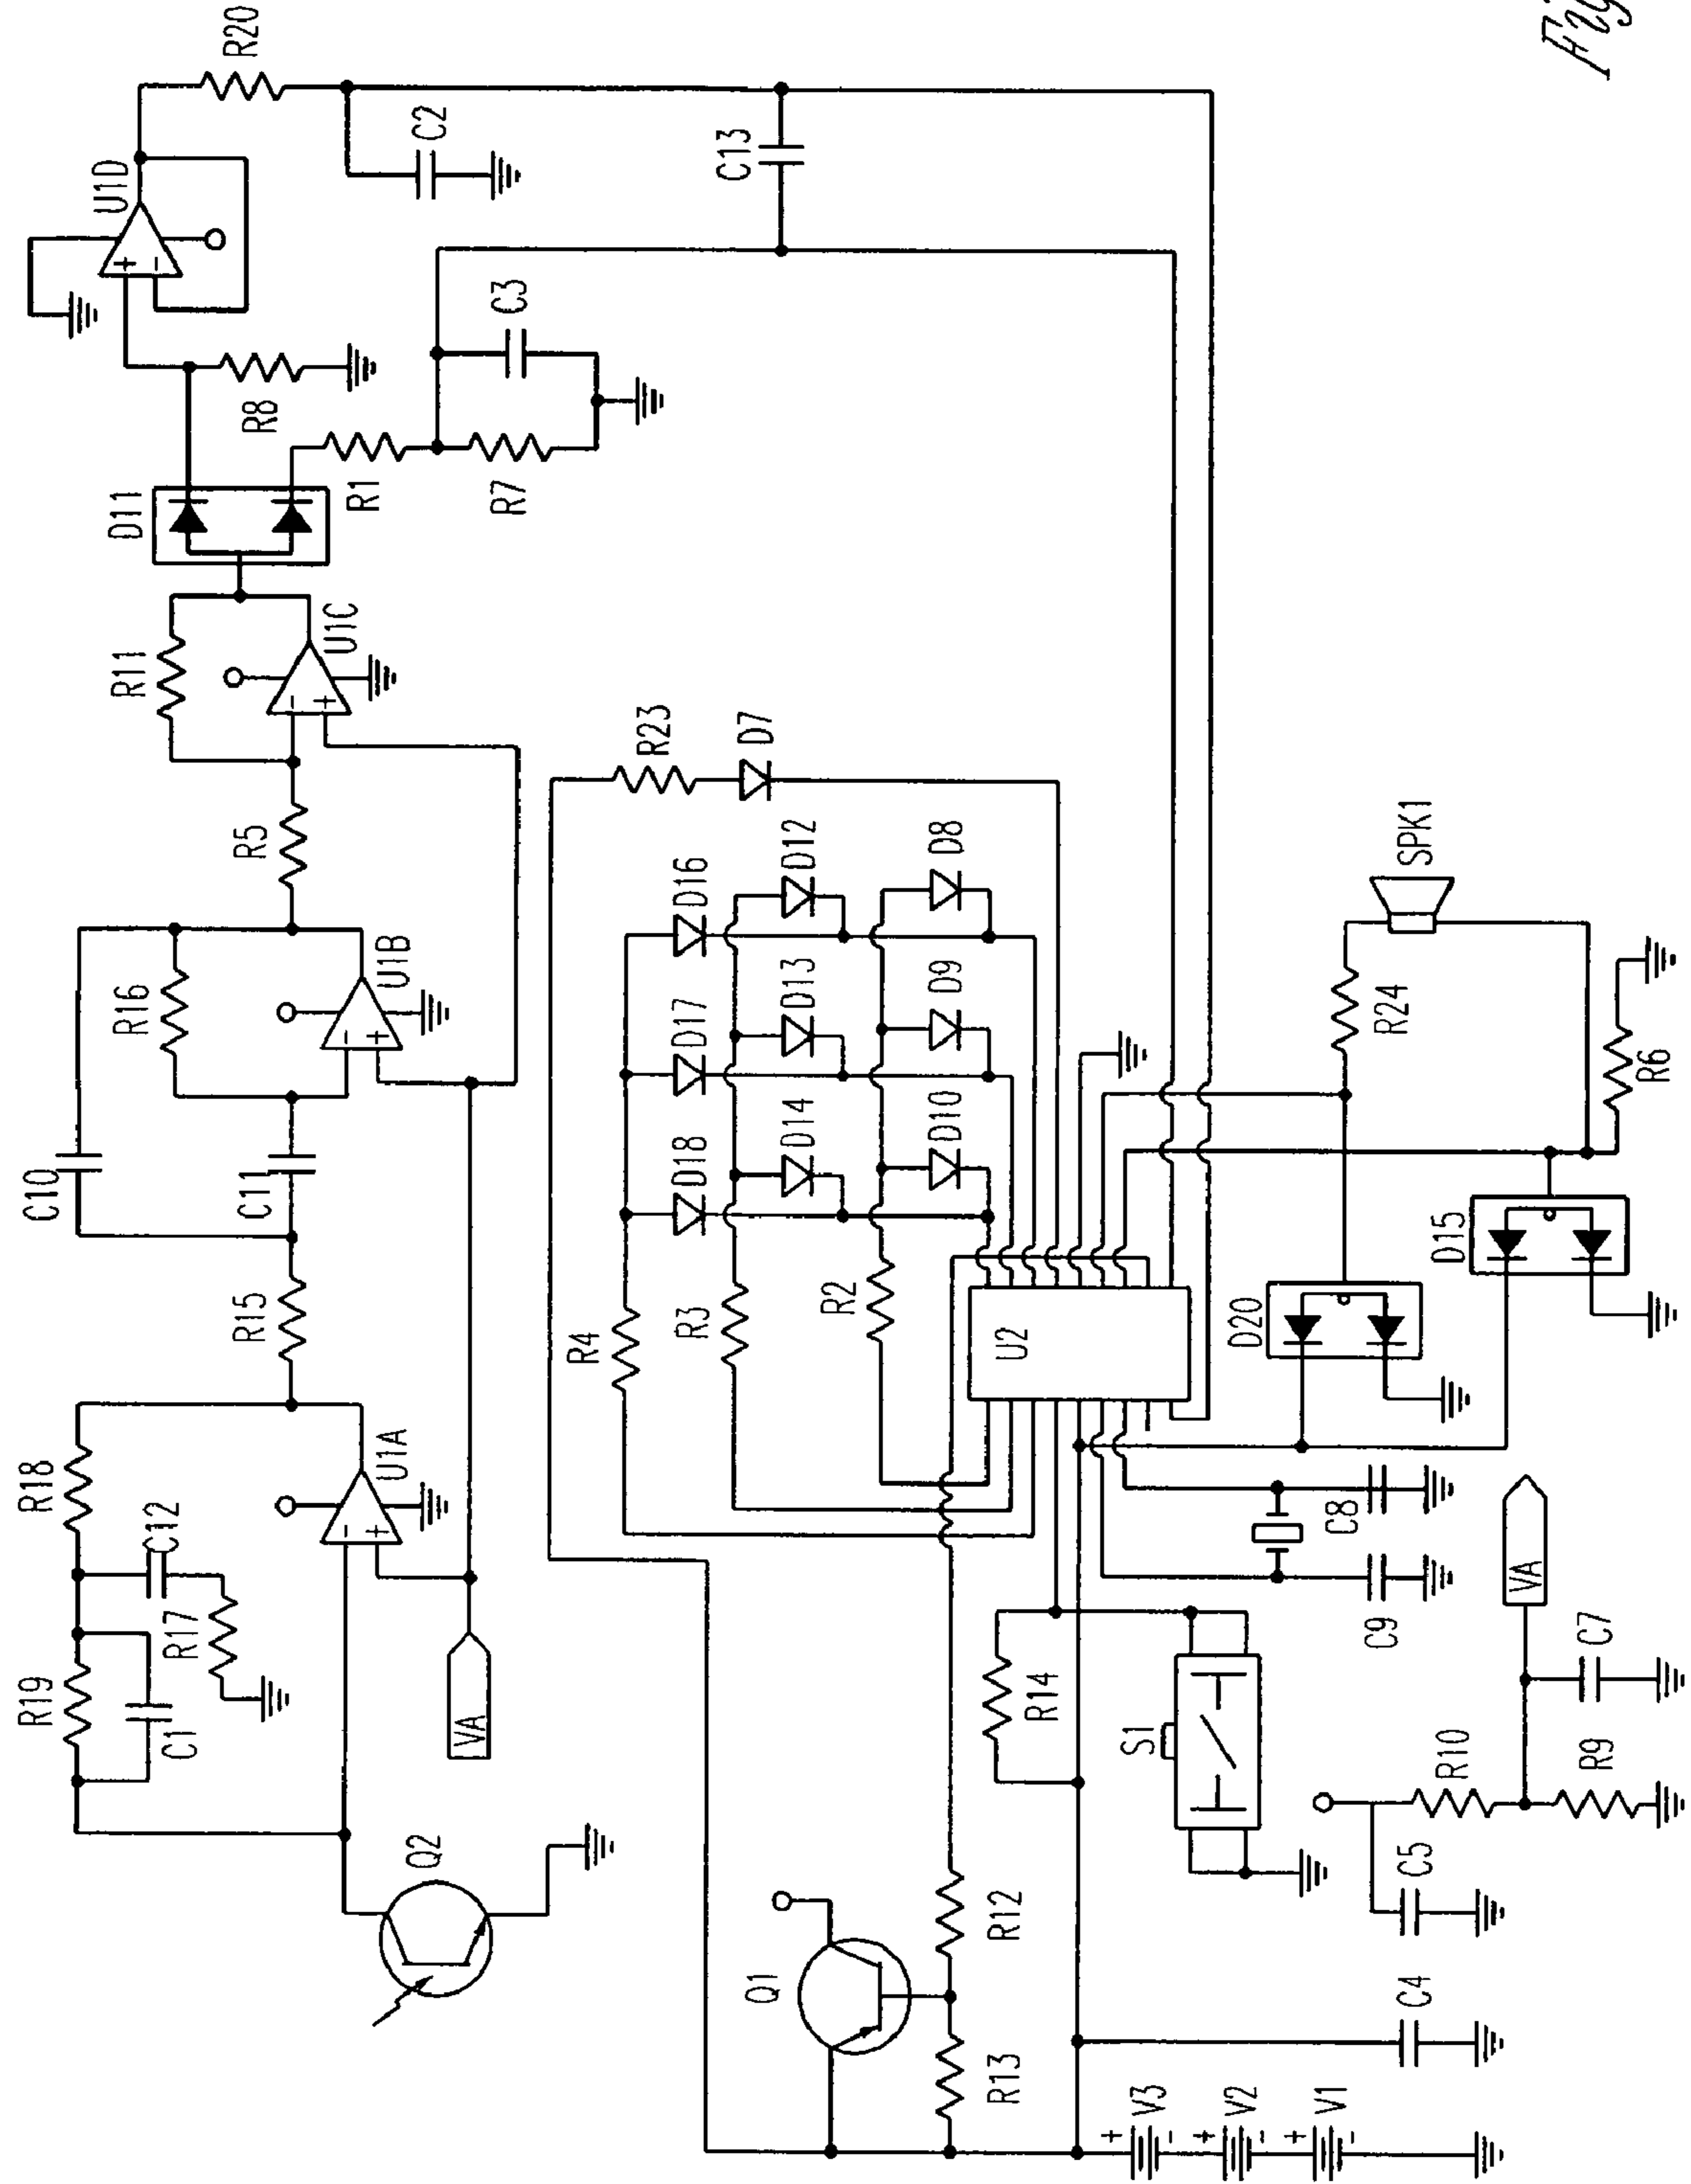 R20
U1D
C2
C13
C3
R8
D11
R1
R7
R11
U1C
R23
D7
R5
D16
D12
D8
SPK1
R16
U1B
D17
D13
D9
R24
R6
C10
C11
D18
D14
D10
D15
R15
R4
R3
R2
U2
D20
R18
C12
U1A
C8
VA
R19
R17
C1
VA
R14
S1
C9
C7
R10
R9
Q2
Q1
R12
C5
R13
C4
V3
V2
V1